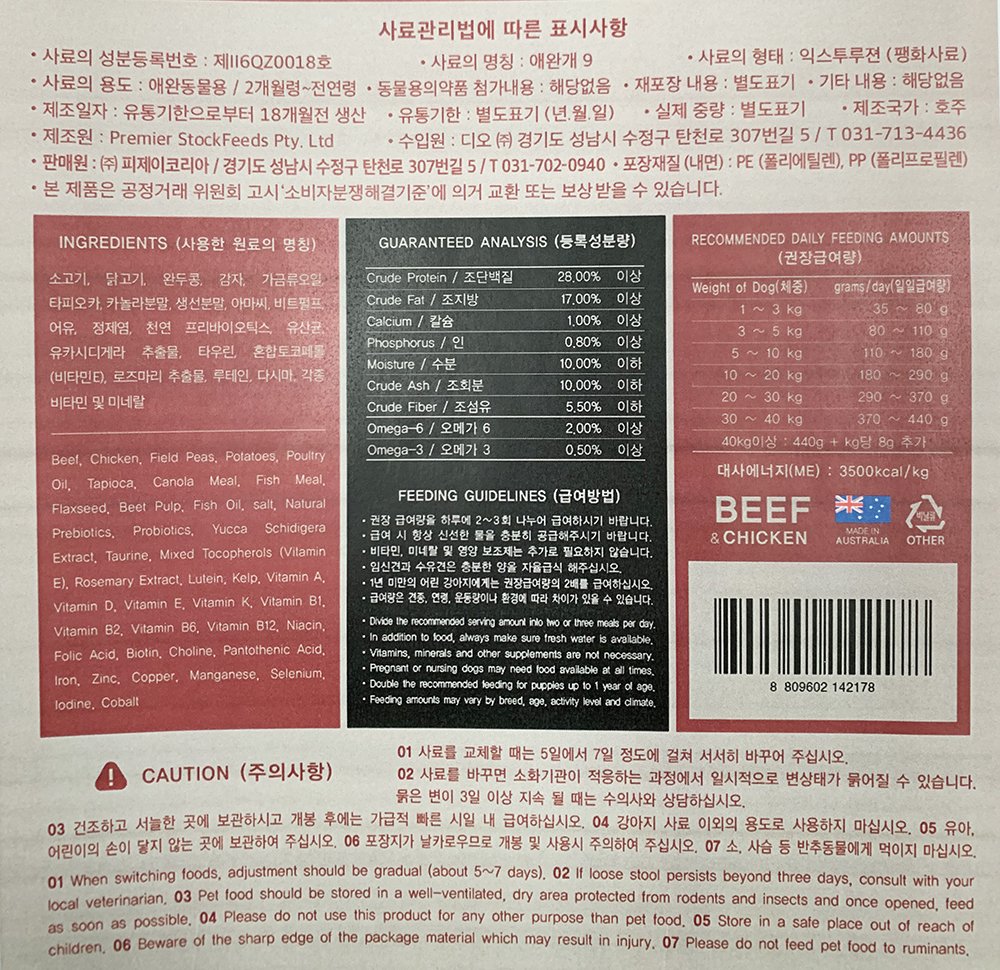 사료관리법에 따른 표시사항
• 사료의 성분등록번호 : 제II6QZ0018호 • 사료의 명칭 : 애완개 9 • 사료의 형태 : 익스투루젼 (팽화사료)
• 사료의 용도 : 애완동물용 / 2개월령~전연령 • 동물용의약품 첨가내용 : 해당없음 • 재포장 내용 : 별도표기 • 기타 내용 : 해당없음
• 제조일자 : 유통기한으로부터 18개월전 생산 • 유통기한 : 별도표기 (년.월.일) • 실제 중량 : 별도표기 • 제조국가 : 호주
• 제조원 : Premier StockFeeds Pty. Ltd • 수입원 : 디오 ㈜ 경기도 성남시 수정구 탄천로 307번길 5 / T 031-713-4436
• 판매원 : ㈜ 피제이코리아 / 경기도 성남시 수정구 탄천로 307번길 5 / T 031-702-0940 • 포장재질 (내면) : PE (폴리에틸렌), PP (폴리프로필렌)
• 본 제품은 공정거래 위원회 고시 '소비자분쟁해결기준'에 의거 교환 또는 보상 받을 수 있습니다.
INGREDIENTS (사용한 원료의 명칭)
소고기, 닭고기, 완두콩, 감자, 가금류오일,
타피오카, 카놀라분말, 생선분말, 아마씨, 비트펄프,
어유, 정제염, 천연 프리바이오틱스, 유산균,
유카시디게라 추출물, 타우린, 혼합토코페롤
(비타민E), 로즈마리 추출물, 루테인, 다시마, 각종
비타민 및 미네랄
Beef, Chicken, Field Peas, Potatoes, Poultry
Oil, Tapioca, Canola Meal, Fish Meal,
Flaxseed, Beet Pulp, Fish Oil, salt, Natural
Prebiotics, Probiotics, Yucca Schidigera
Extract, Taurine, Mixed Tocopherols (Vitamin
E), Rosemary Extract, Lutein, Kelp, Vitamin A,
Vitamin D, Vitamin E, Vitamin K, Vitamin B1,
Vitamin B2, Vitamin B6, Vitamin B12, Niacin,
Folic Acid, Biotin, Choline, Pantothenic Acid,
Iron, Zinc, Copper, Manganese, Selenium,
Iodine, Cobalt
GUARANTEED ANALYSIS (등록성분량)
Crude Protein / 조단백질 28.00% 이상
Crude Fat / 조지방 17.00% 이상
Calcium / 칼슘 1.00% 이상
Phosphorus / 인 0.80% 이상
Moisture / 수분 10.00% 이하
Crude Ash / 조회분 10.00% 이하
Crude Fiber / 조섬유 5.50% 이하
Omega-6 / 오메가 6 2.00% 이상
Omega-3 / 오메가 3 0.50% 이상
FEEDING GUIDELINES (급여방법)
• 권장 급여량을 하루에 2~3회 나누어 급여하시기 바랍니다.
• 급여 시 항상 신선한 물을 충분히 공급해주시기 바랍니다.
• 비타민, 미네랄 및 영양 보조제는 추가로 필요하지 않습니다.
• 임신견과 수유견은 충분한 양을 자율급식 해주십시오.
• 1년 미만의 어린 강아지에게는 권장급여량의 2배를 급여하십시오.
• 급여량은 견종, 연령, 운동량이나 환경에 따라 차이가 있을 수 있습니다.
• Divide the recommended serving amount into two or three meals per day.
• In addition to food, always make sure fresh water is available.
• Vitamins, minerals and other supplements are not necessary.
• Pregnant or nursing dogs may need food available at all times.
• Double the recommended feeding for puppies up to 1 year of age.
• Feeding amounts may vary by breed, age, activity level and climate.
RECOMMENDED DAILY FEEDING AMOUNTS
(권장급여량)
Weight of Dog(체중) grams/day(일일급여량)
1 ~ 3 kg 35 ~ 80 g
3 ~ 5 kg 80 ~ 110 g
5 ~ 10 kg 110 ~ 180 g
10 ~ 20 kg 180 ~ 290 g
20 ~ 30 kg 290 ~ 370 g
30 ~ 40 kg 370 ~ 440 g
40kg이상 : 440g + kg당 8g 추가
대사에너지(ME) : 3500kcal/kg
BEEF
& CHICKEN
MADE IN
AUSTRALIA
비닐류
OTHER
8 809602 142178
CAUTION (주의사항)
01 사료를 교체할 때는 5일에서 7일 정도에 걸쳐 서서히 바꾸어 주십시오.
02 사료를 바꾸면 소화기관이 적응하는 과정에서 일시적으로 변상태가 묽어질 수 있습니다.
묽은 변이 3일 이상 지속 될 때는 수의사와 상담하십시오.
03 건조하고 서늘한 곳에 보관하시고 개봉 후에는 가급적 빠른 시일 내 급여하십시오. 04 강아지 사료 이외의 용도로 사용하지 마십시오. 05 유아,
어린이의 손이 닿지 않는 곳에 보관하여 주십시오. 06 포장지가 날카로우므로 개봉 및 사용시 주의하여 주십시오. 07 소, 사슴 등 반추동물에게 먹이지 마십시오.
01 When switching foods, adjustment should be gradual (about 5~7 days). 02 If loose stool persists beyond three days, consult with your
local veterinarian. 03 Pet food should be stored in a well-ventilated, dry area protected from rodents and insects and once opened, feed
as soon as possible. 04 Please do not use this product for any other purpose than pet food. 05 Store in a safe place out of reach of
children. 06 Beware of the sharp edge of the package material which may result in injury. 07 Please do not feed pet food to ruminants.